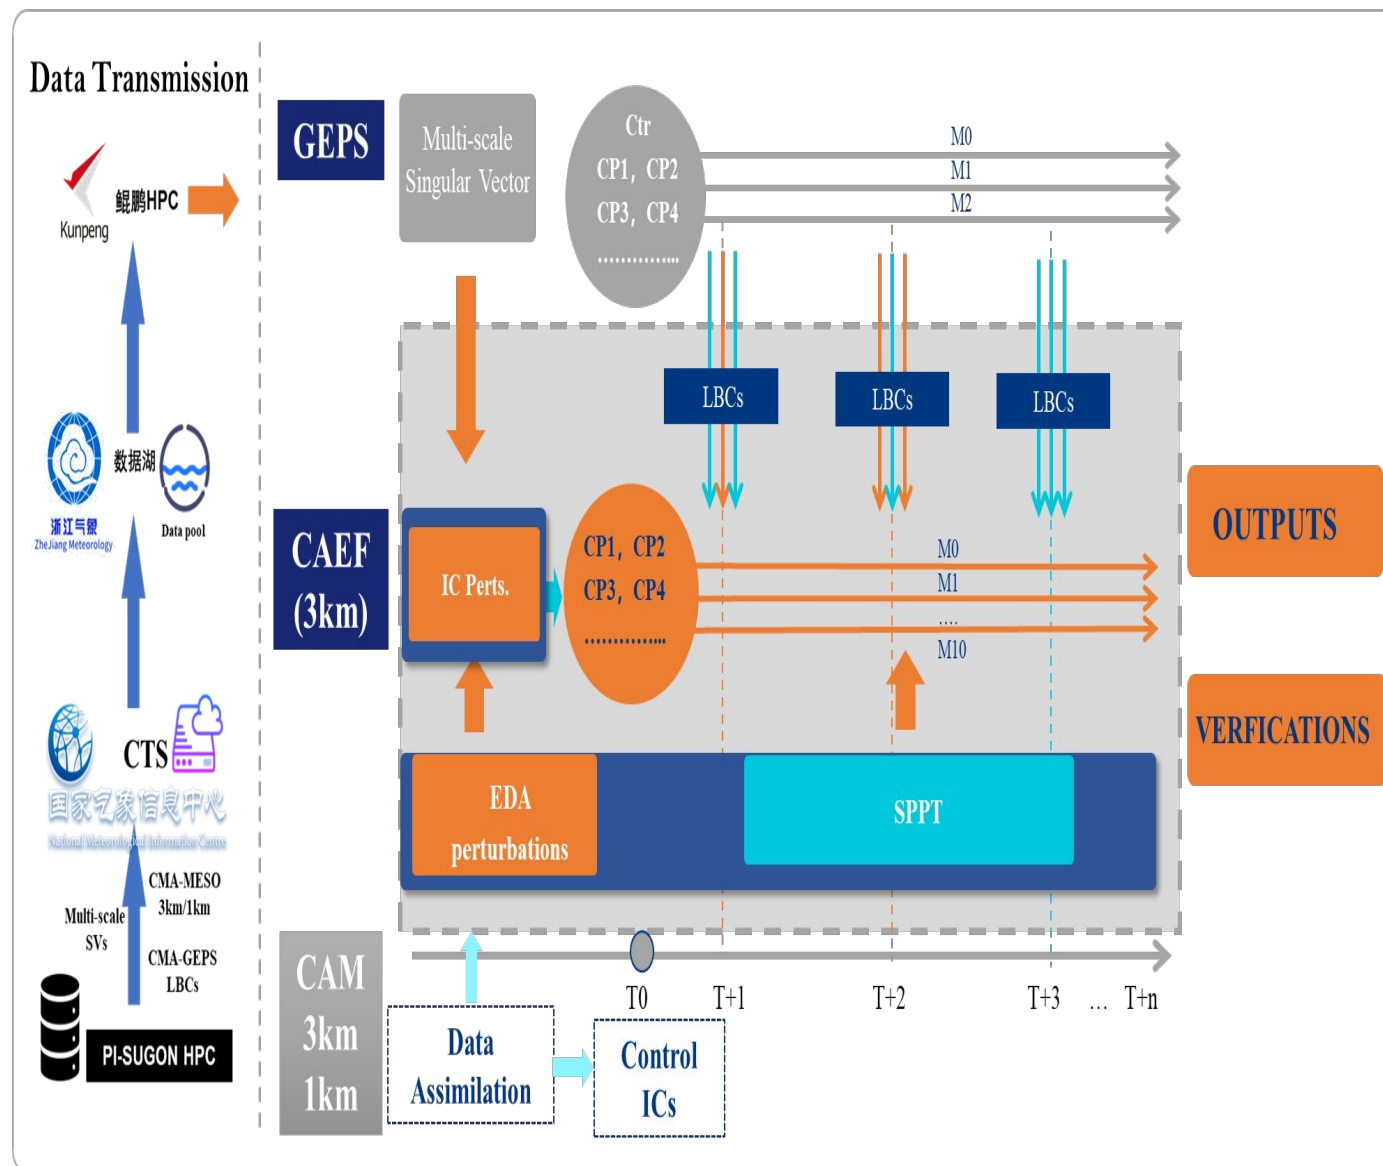 Data Transmission
Kunpeng
鲲鹏HPC
浙江气象
ZheJiang Meteorology
数据湖
Data pool
CTS
国家气象信息中心
National Meteorological Information Centre
CMA-MESO
3km/1km
Multi-scale
SVs
CMA-GEPS
LBCs
PI-SUGON HPC
GEPS
Multi-scale
Singular Vector
Ctr
CP1, CP2
CP3, CP4
...............
M0
M1
M2
LBCs
LBCs
LBCs
CAEF
(3km)
IC Perts.
CP1, CP2
CP3, CP4
...............
M0
M1
....
M10
EDA
perturbations
SPPT
OUTPUTS
VERFICATIONS
CAM
3km
1km
T0
T+1
T+2
T+3
...
T+n
Data
Assimilation
Control
ICs